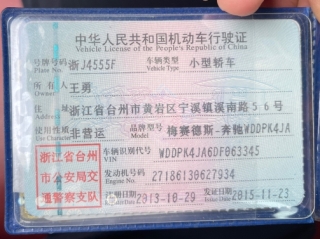 中华人民共和国机动车行驶证
Vehicle License of the People's Republic of China
号牌号码 浙J4S55F 车辆类型 小型轿车
Plate No. Vehicle Type
所有人 王勇
Owner
住址 浙江省台州市黄岩区宁溪镇溪南路56号
Address
使用性质 非营运 品牌型号 梅赛德斯-奔驰WDDPK4JA
Use Character Model
浙江省台州市公安局交通警察支队
车辆识别代号 WDDPK4JA6DF063345
VIN
发动机号码 27186130627934
Engine No.
注册日期 2013-10-29 发证日期 2015-11-23
Register Date Issue Date